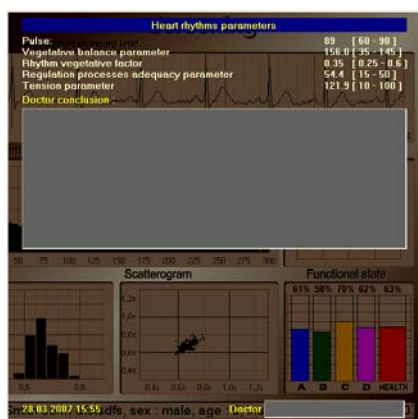 Heart rhythms parameters
Pulse: 89 [ 60 - 90 ]
Vegetative balance parameter 156.0 [ 35 - 145 ]
Rhythm vegetative factor 0.35 [ 0.25 - 0.6 ]
Regulation processes adequacy parameter 54.4 [ 15 - 50 ]
Tension parameter 121.9 [ 10 - 100 ]
Doctor conclusion
50 75 100 125 150 175 200 225 250 275 300
Scatterogram Functional state
61% 58% 70% 62% 63%
1,2s
1,0s
0,8s
0,6s
0,4s
0,6 0,8 0,4s 0,6s 0,8s 1,0s 1,2s
A B C D HEALTH
28.03.2007 15:55 dfs, sex : male, age Doctor